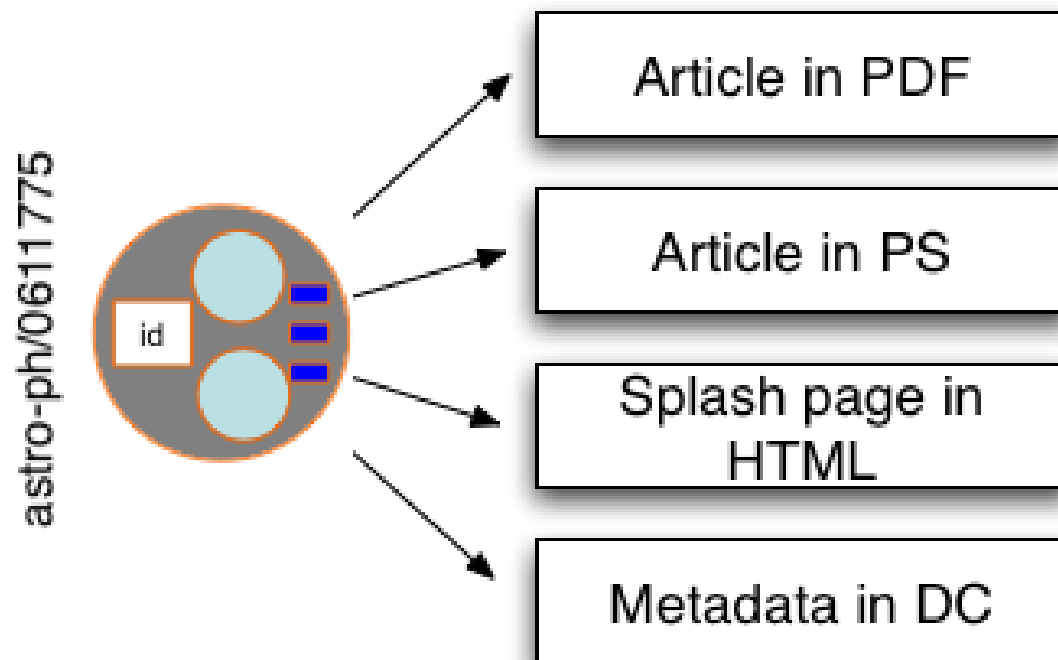 astro-ph/0611775
id
Article in PDF
Article in PS
Splash page in
HTML
Metadata in DC